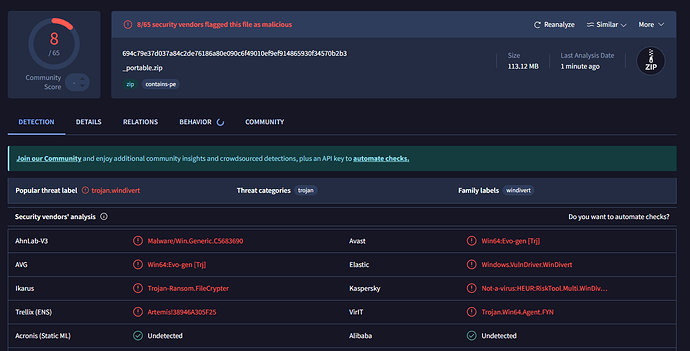 8
/ 65
Community
Score
8/65 security vendors flagged this file as malicious
Reanalyze
Similar
More
694c79e37d037a84c2de76186a80e090c6f49010ef9ef914865930f34570b2b3
_portable.zip
zip
contains-pe
Size
113.12 MB
Last Analysis Date
1 minute ago
ZIP
DETECTION
DETAILS
RELATIONS
BEHAVIOR
COMMUNITY
Join our Community and enjoy additional community insights and crowdsourced detections, plus an API key to automate checks.
Popular threat label
trojan.windivert
Threat categories
trojan
Family labels
windivert
Security vendors' analysis
Do you want to automate checks?
AhnLab-V3
Malware/Win.Generic.C5683690
Avast
Win64:Evo-gen [Trj]
AVG
Win64:Evo-gen [Trj]
Elastic
Windows.VulnDriver.WinDivert
Ikarus
Trojan-Ransom.FileCrypter
Kaspersky
Not-a-virus:HEUR:RiskTool.Multi.WinDiv...
Trellix (ENS)
Artemis!38946A305F25
VirIT
Trojan.Win64.Agent.FYN
Acronis (Static ML)
Undetected
Alibaba
Undetected